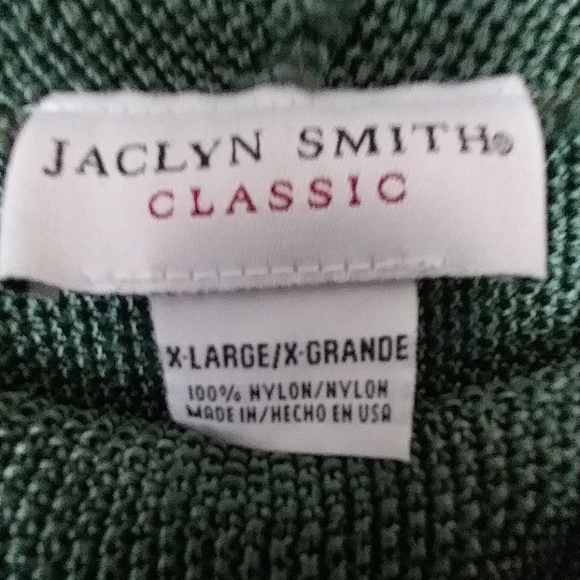 JACLYN SMITH®
CLASSIC
X-LARGE/X-GRANDE
100% NYLON/NYLON
MADE IN/HECHO EN USA